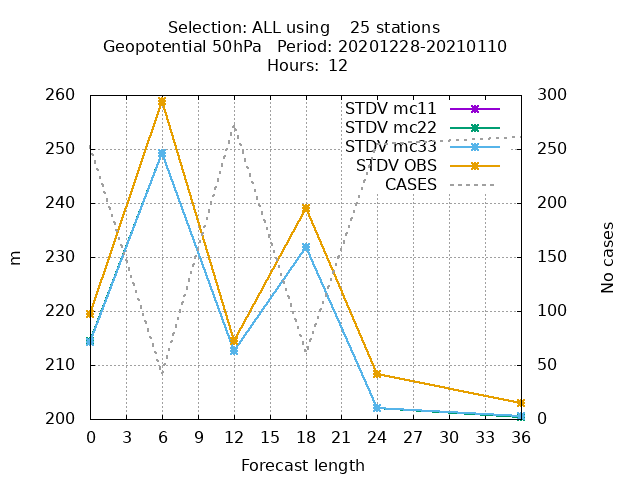 Selection: ALL using    25 stations
Geopotential 50hPa   Period: 20201228-20210110
Hours:  12
STDV mc11
STDV mc22
STDV mc33
STDV OBS
CASES
260
250
240
230
220
210
200
m
300
250
200
150
100
50
0
No cases
0 3 6 9 12 15 18 21 24 27 30 33 36
Forecast length